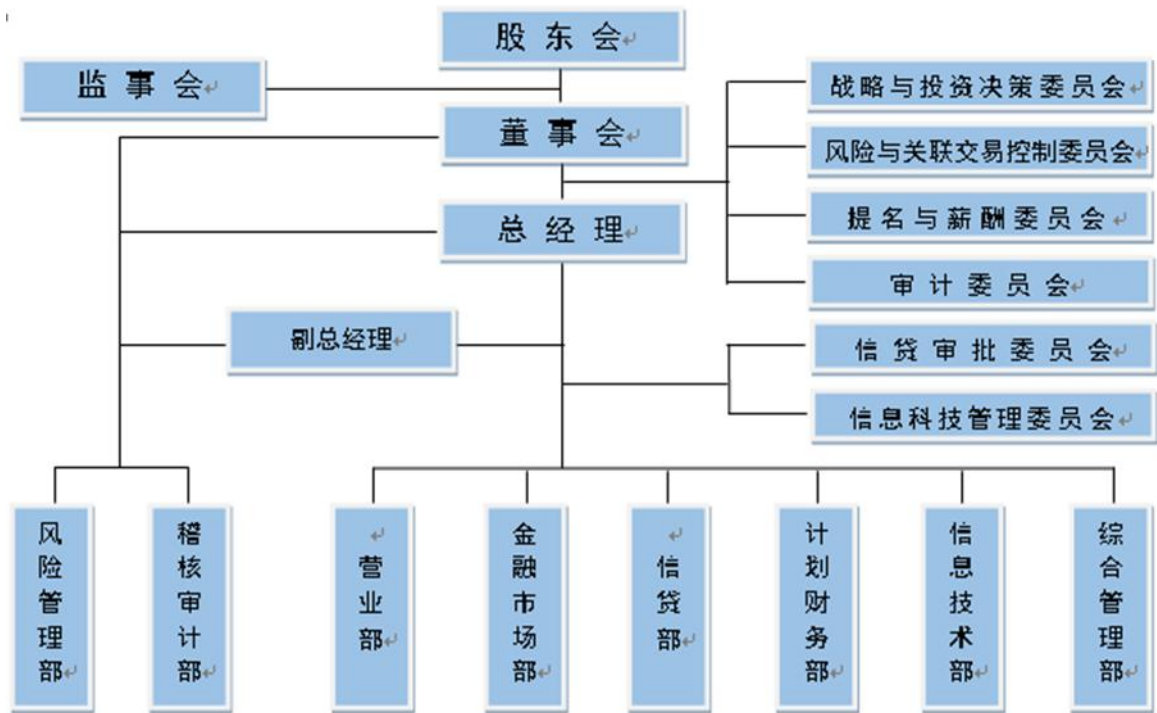 股东会
监事会
战略与投资决策委员会
董事会
风险与关联交易控制委员会
总经理
提名与薪酬委员会
审计委员会
副总经理
信贷审批委员会
信息科技管理委员会
风险管理部
稽核审计部
营业部
金融市场部
信贷部
计划财务部
信息技术部
综合管理部